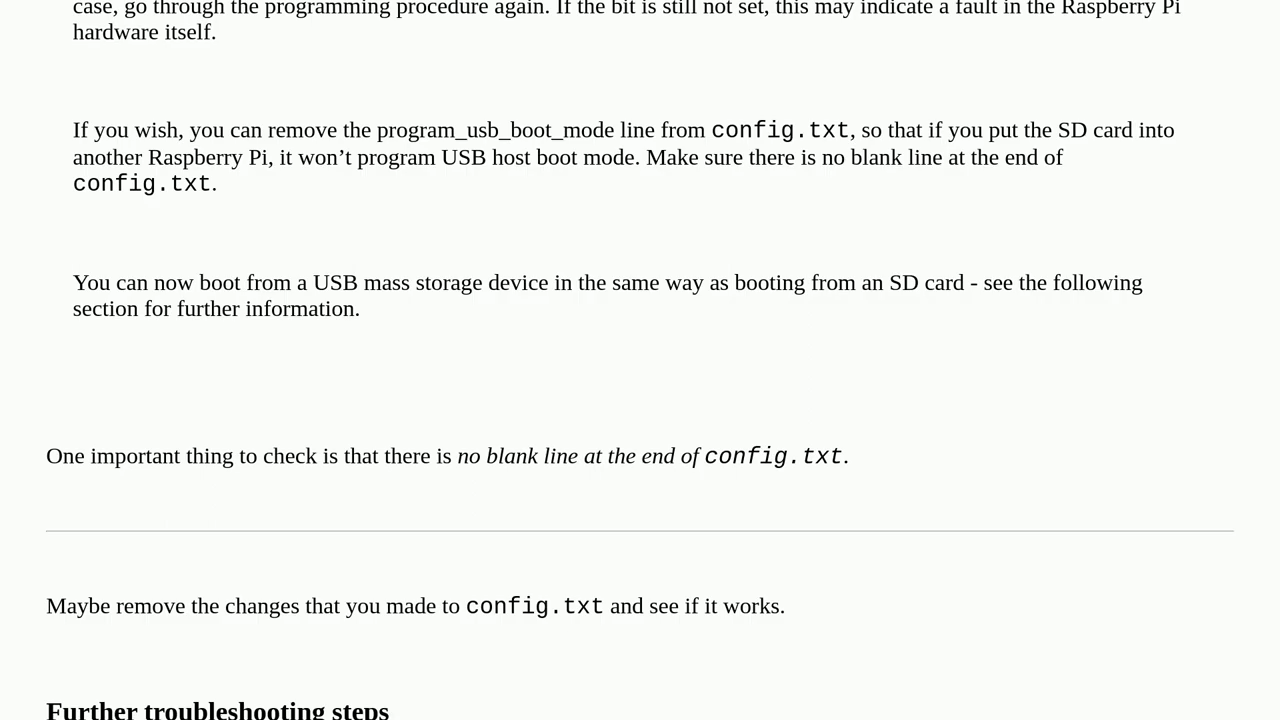 case, go through the programming procedure again. If the bit is still not set, this may indicate a fault in the Raspberry Pi
hardware itself.
If you wish, you can remove the program_usb_boot_mode line from config.txt, so that if you put the SD card into
another Raspberry Pi, it won’t program USB host boot mode. Make sure there is no blank line at the end of
config.txt.
You can now boot from a USB mass storage device in the same way as booting from an SD card - see the following
section for further information.
One important thing to check is that there is no blank line at the end of config.txt.
Maybe remove the changes that you made to config.txt and see if it works.
Further troubleshooting steps